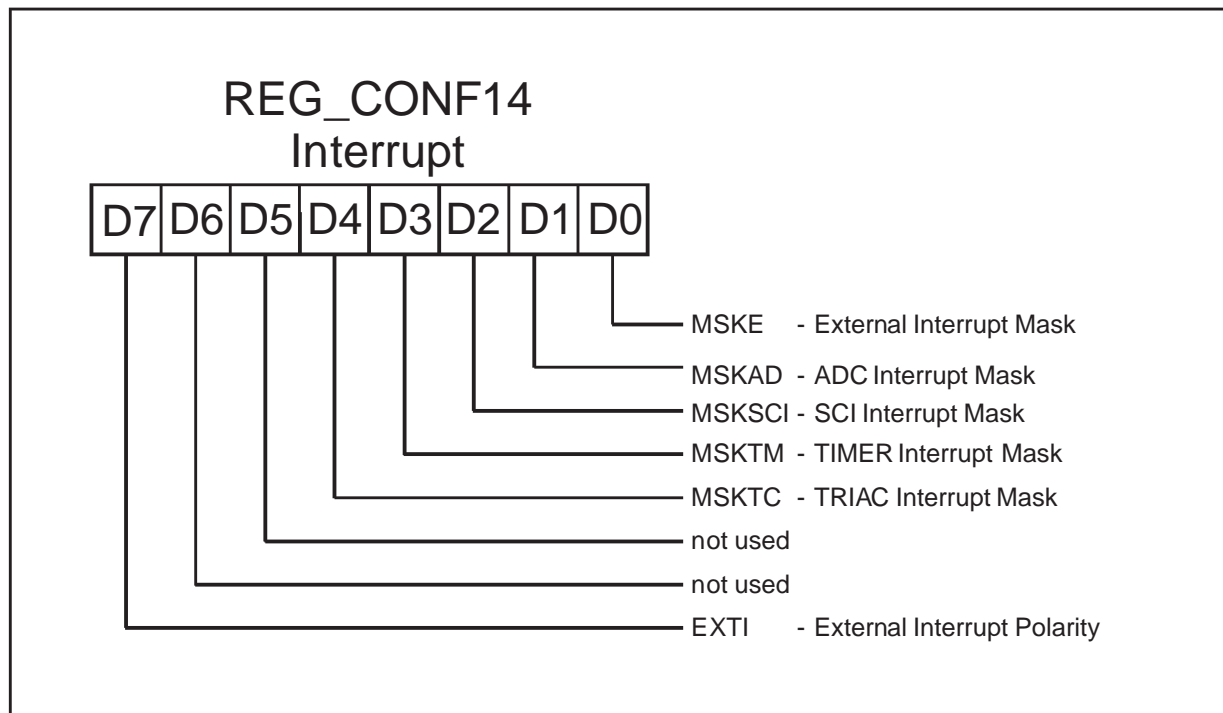 REG_CONF14
Interrupt
D7 D6 D5 D4 D3 D2 D1 D0
MSKE - External Interrupt Mask
MSKAD - ADC Interrupt Mask
MSKSCI - SCI Interrupt Mask
MSKTM - TIMER Interrupt Mask
MSKTC - TRIAC Interrupt Mask
not used
not used
EXTI - External Interrupt Polarity